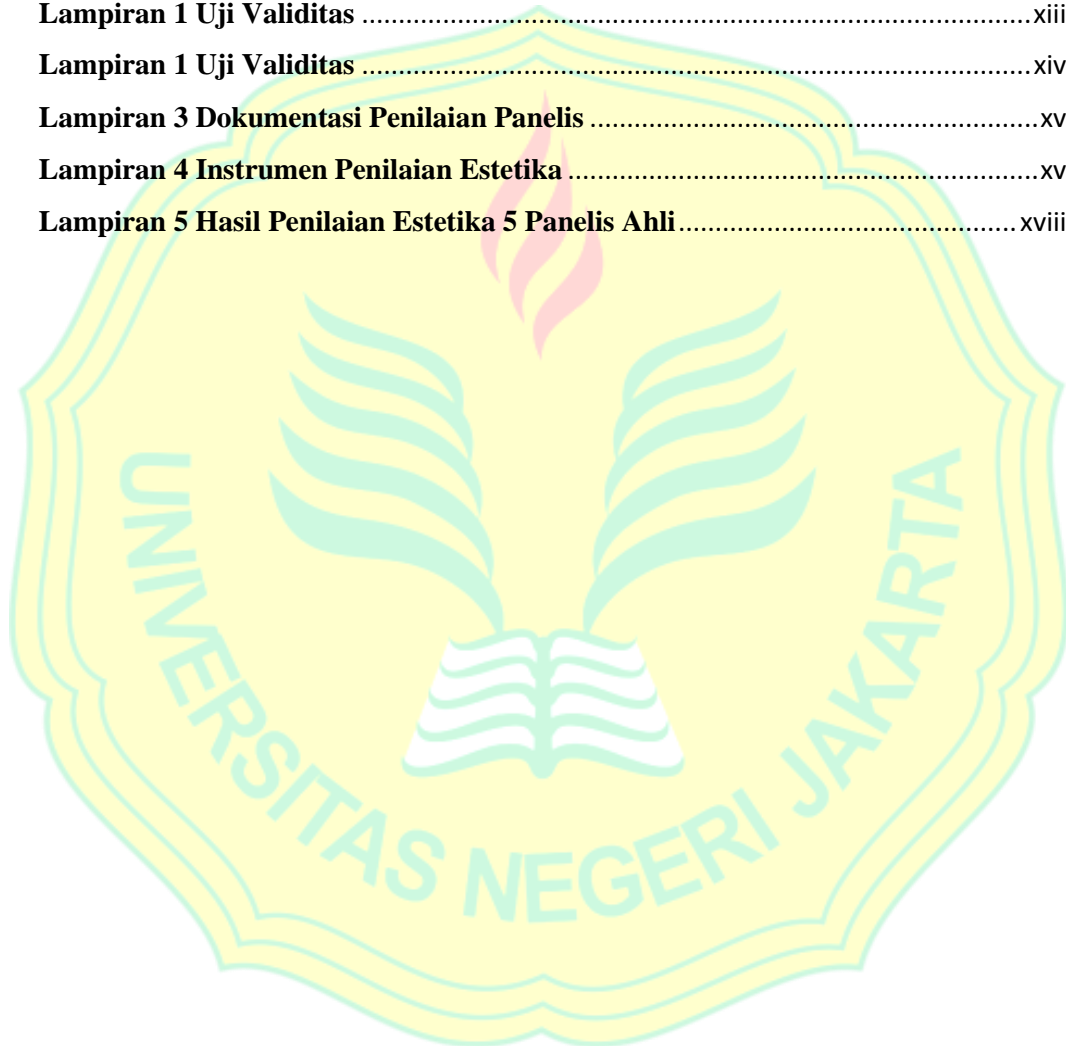 Lampiran 1 Uji Validitas ........................................................................................... xiii
Lampiran 1 Uji Validitas ........................................................................................... xiv
Lampiran 3 Dokumentasi Penilaian Panelis ............................................................. xv
Lampiran 4 Instrumen Penilaian Estetika ................................................................ xv
Lampiran 5 Hasil Penilaian Estetika 5 Panelis Ahli .............................................. xviii
UNIVERSITAS NEGERI JAKARTA